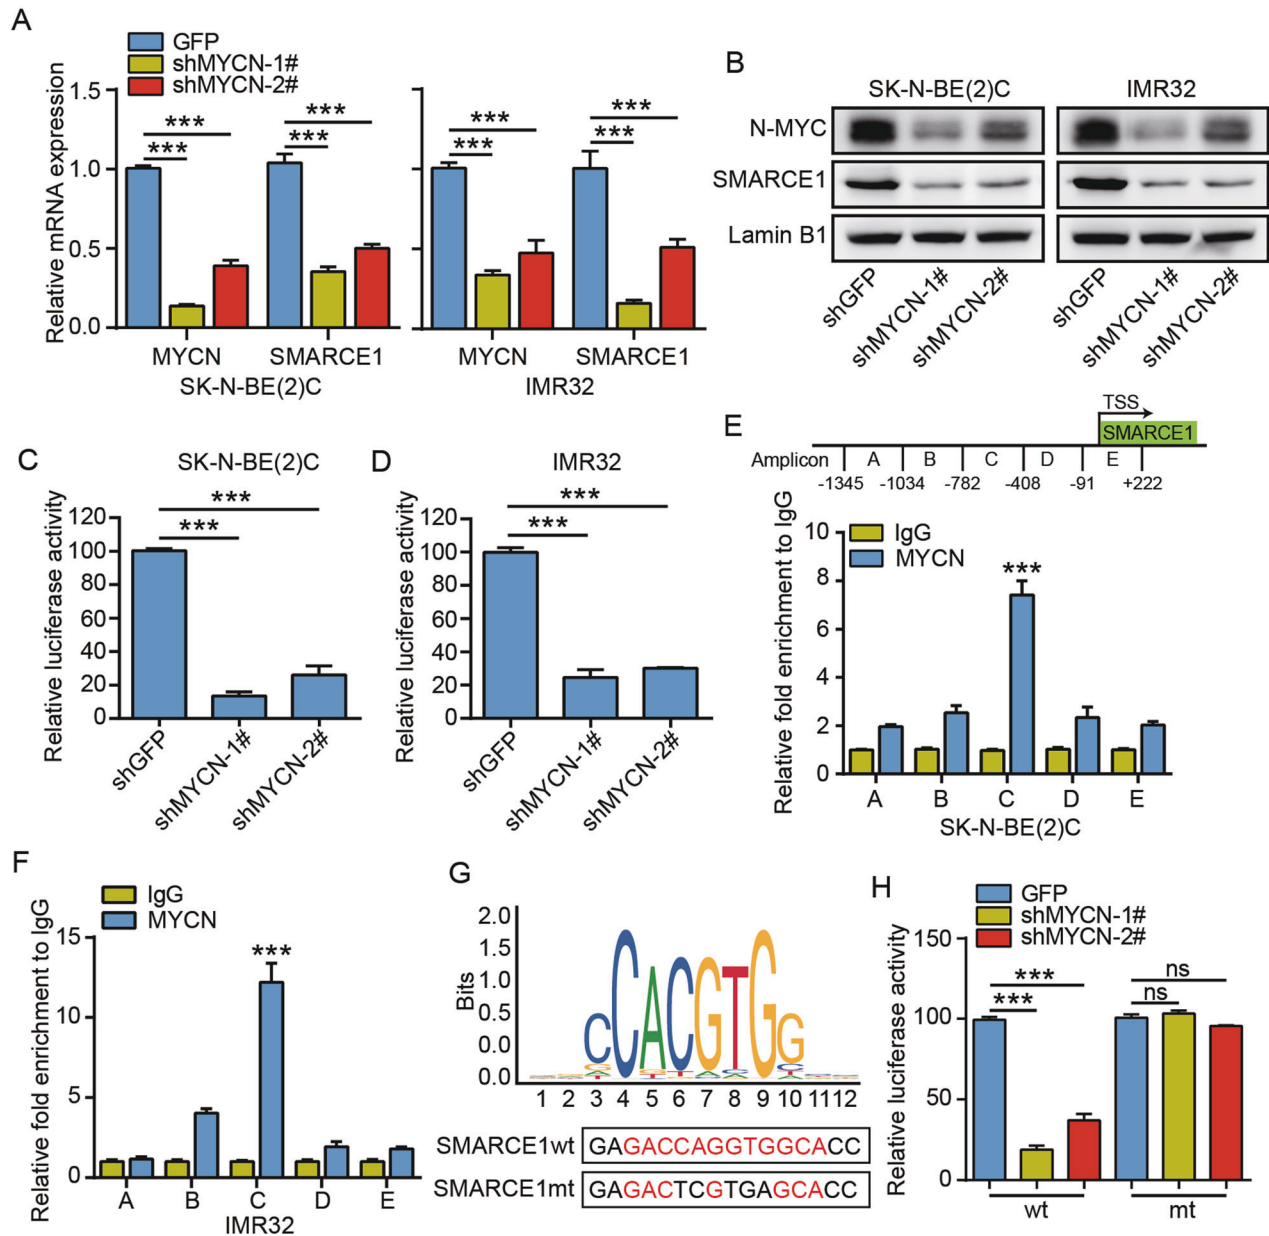 A
GFP
shMYCN-1#
shMYCN-2#
Relative mRNA expression
1.5
1.0
0.5
0.0
***
***
***
***
***
***
***
***
MYCN
SMARCE1
MYCN
SMARCE1
SK-N-BE(2)C
IMR32
B
SK-N-BE(2)C
IMR32
N-MYC
SMARCE1
Lamin B1
shGFP
shMYCN-1#
shMYCN-2#
shGFP
shMYCN-1#
shMYCN-2#
C
SK-N-BE(2)C
Relative luciferase activity
120
100
80
60
40
20
0
***
***
shGFP
shMYCN-1#
shMYCN-2#
D
IMR32
Relative luciferase activity
120
100
80
60
40
20
0
***
***
shGFP
shMYCN-1#
shMYCN-2#
E
TSS
SMARCE1
Amplicon A B C D E
-1345 -1034 -782 -408 -91 +222
IgG
MYCN
Relative fold enrichment to IgG
10
8
6
4
2
0
***
A B C D E
SK-N-BE(2)C
F
IgG
MYCN
Relative fold enrichment to IgG
15
10
5
0
***
A B C D E
IMR32
G
Bits
2.0
1.5
1.0
0.5
0.0
0.0
CCACGTGG
1 2 3 4 5 6 7 8 9 10 11 12
SMARCE1wt GAGACCAGGTGGCACC
SMARCE1mt GAGACTCGTGAGCACC
H
GFP
shMYCN-1#
shMYCN-2#
Relative luciferase activity
150
100
50
0
***
***
ns
ns
wt
mt